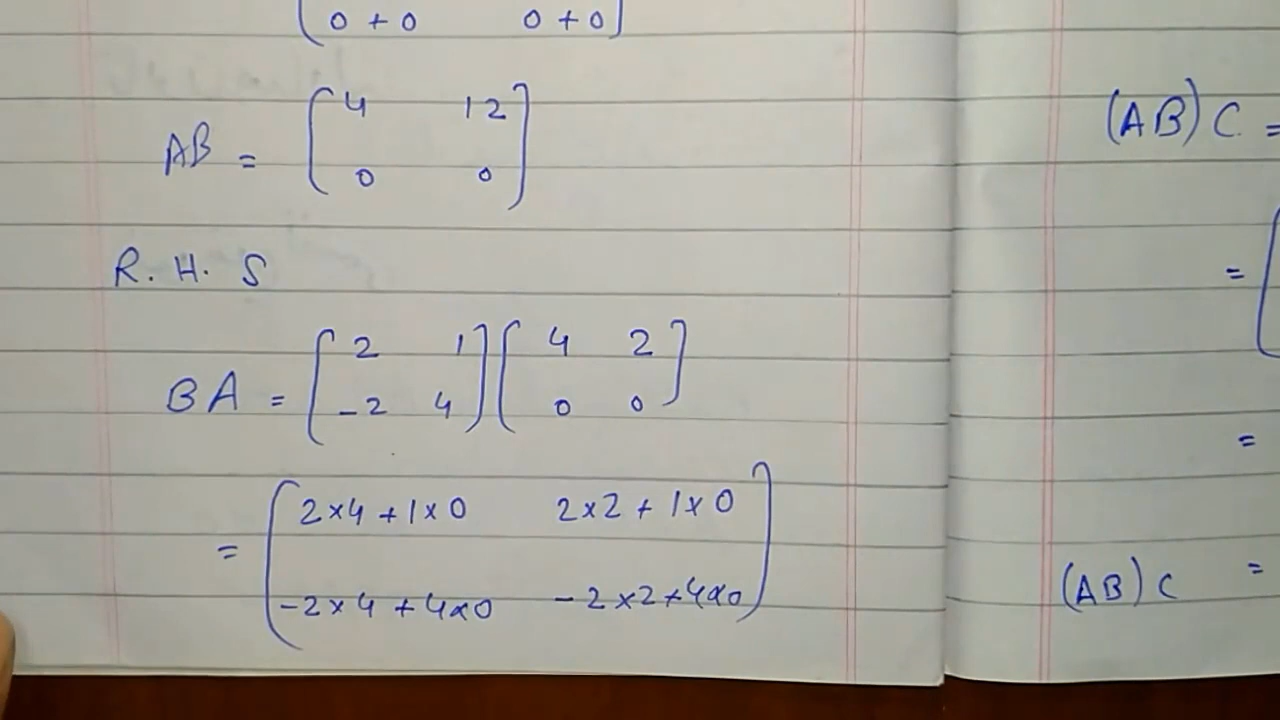 0 + 0 0 + 0
AB = [ 4 12
0 0 ]
R. H. S
BA = [ 2 1 ] [ 4 2 ]
-2 4 0 0
= [ 2×4 + 1×0 2×2 + 1×0
-2×4 + 4×0 -2×2+4×0 ]
(AB) C =
=
=
(AB) C =